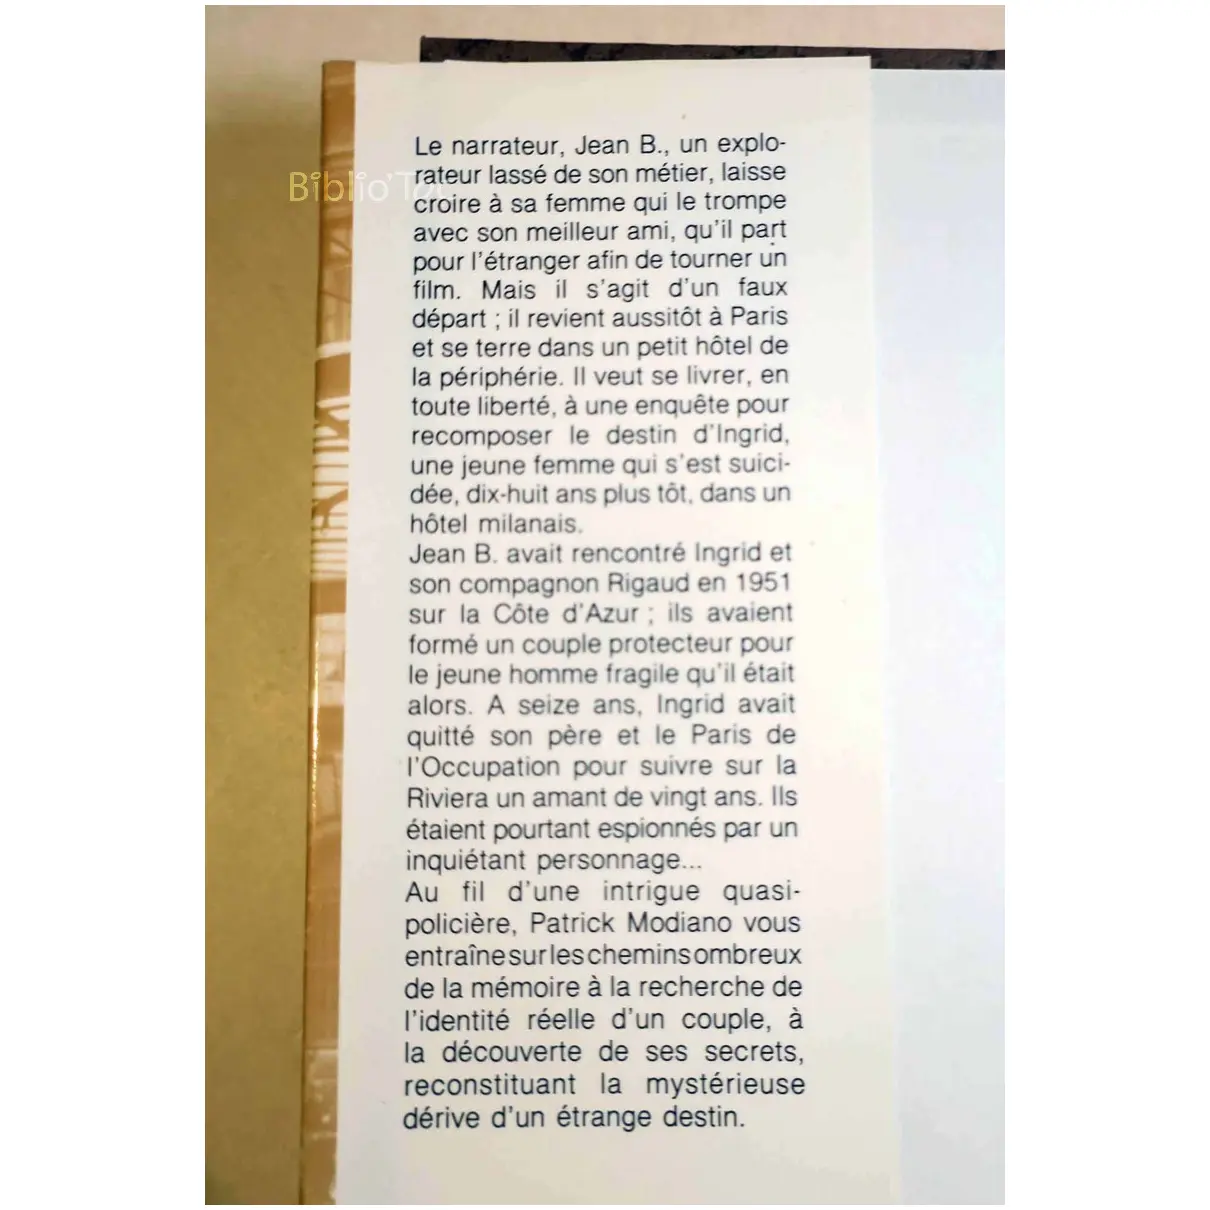 Le narrateur, Jean B., un explo-
rateur lassé de son métier, laisse
croire à sa femme qui le trompe
avec son meilleur ami, qu'il part
pour l'étranger afin de tourner un
film. Mais il s'agit d'un faux
départ ; il revient aussitôt à Paris
et se terre dans un petit hôtel de
la périphérie. Il veut se livrer, en
toute liberté, à une enquête pour
recomposer le destin d'Ingrid,
une jeune femme qui s'est suici-
dée, dix-huit ans plus tôt, dans un
hôtel milanais.
Jean B. avait rencontré Ingrid et
son compagnon Rigaud en 1951
sur la Côte d'Azur ; ils avaient
formé un couple protecteur pour
le jeune homme fragile qu'il était
alors. A seize ans, Ingrid avait
quitté son père et le Paris de
l'Occupation pour suivre sur la
Riviera un amant de vingt ans. Ils
étaient pourtant espionnés par un
inquiétant personnage...
Au fil d'une intrigue quasi-
policière, Patrick Modiano vous
entraîne sur les chemins ombreux
de la mémoire à la recherche de
l'identité réelle d'un couple, à
la découverte de ses secrets,
reconstituant la mystérieuse
dérive d'un étrange destin.